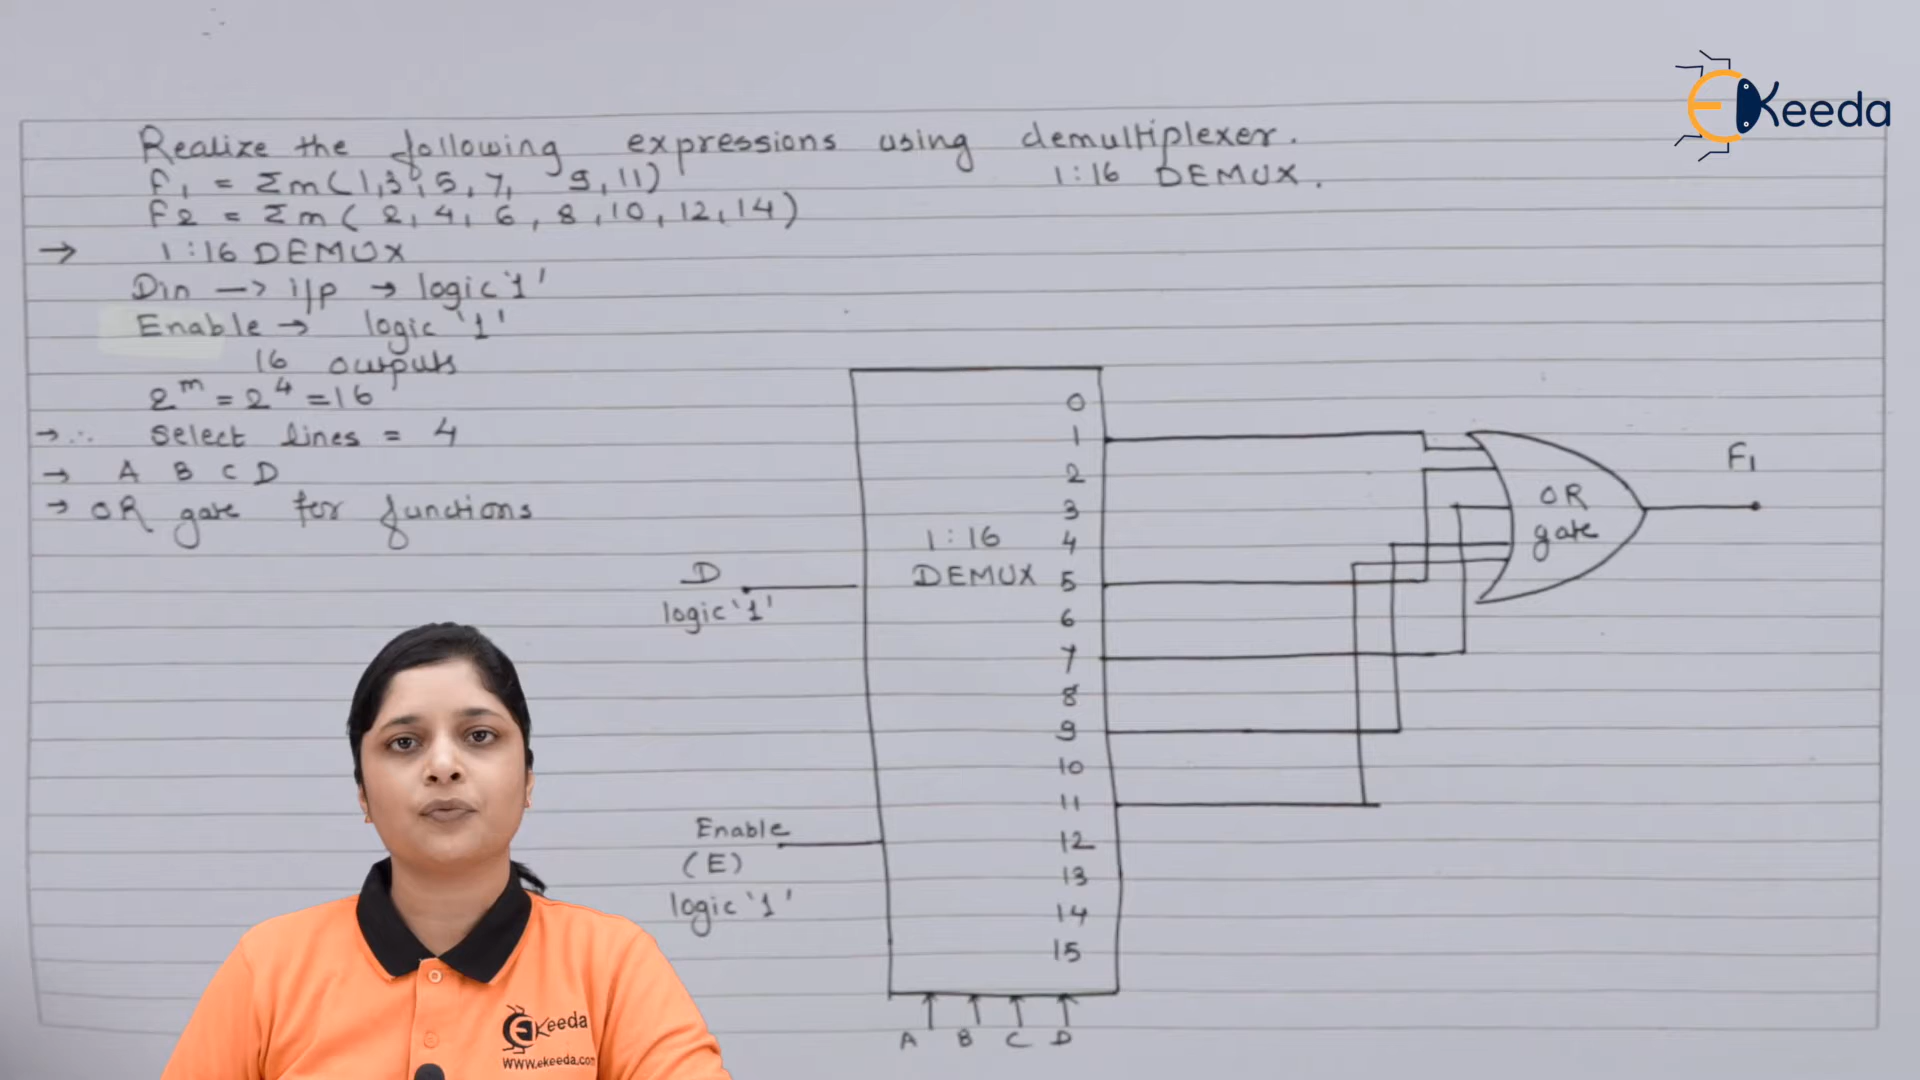 EKeeda
Realize the following expressions using demultiplexer.
F1 = Σm(1,3,5,7, 9,11)
1:16 DEMUX.
F2 = Σm( 2, 4, 6, 8, 10, 12, 14)
→ 1:16 DEMUX
Din → i/p → logic '1'
Enable → logic '1'
16 outputs
2^m = 2^4 = 16
→ ∴ Select lines = 4
→ A B C D
→ OR gate for functions
0
1
2
3
4
5
6
7
8
9
10
11
12
13
14
15
1:16
DEMUX
D
logic '1'
Enable
(E)
logic '1'
A B C D
OR
gate
F1
EKeeda
www.ekeeda.com